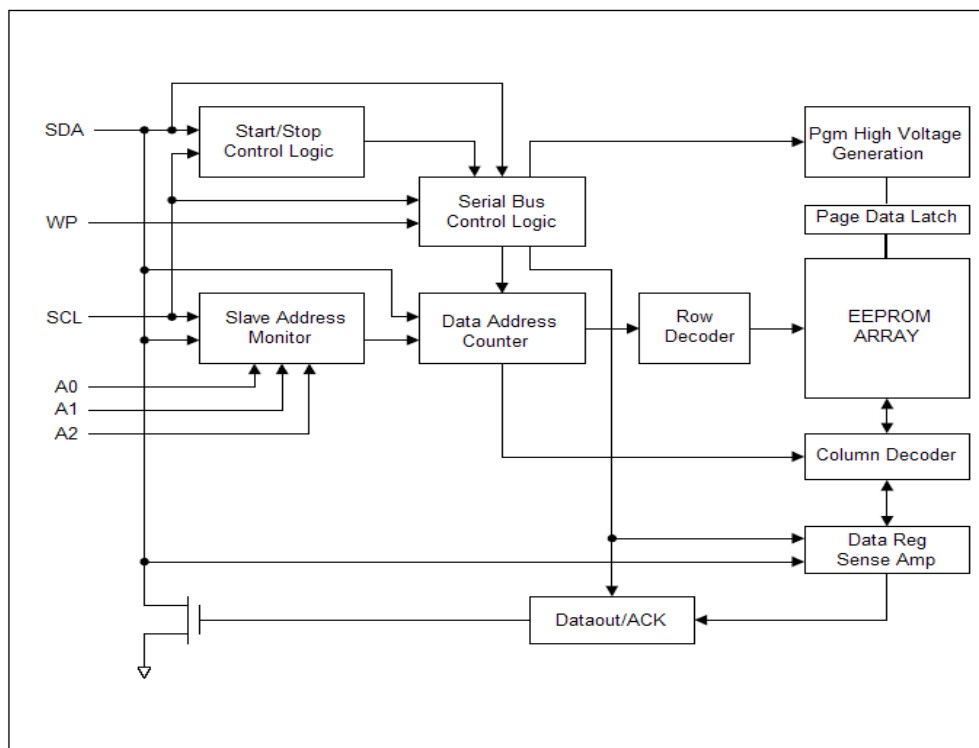 SDA
Start/Stop
Control Logic
Pgm High Voltage
Generation
WP
Serial Bus
Control Logic
Page Data Latch
SCL
Slave Address
Monitor
Data Address
Counter
Row
Decoder
EEPROM
ARRAY
A0
A1
A2
Column Decoder
Data Reg
Sense Amp
Dataout/ACK